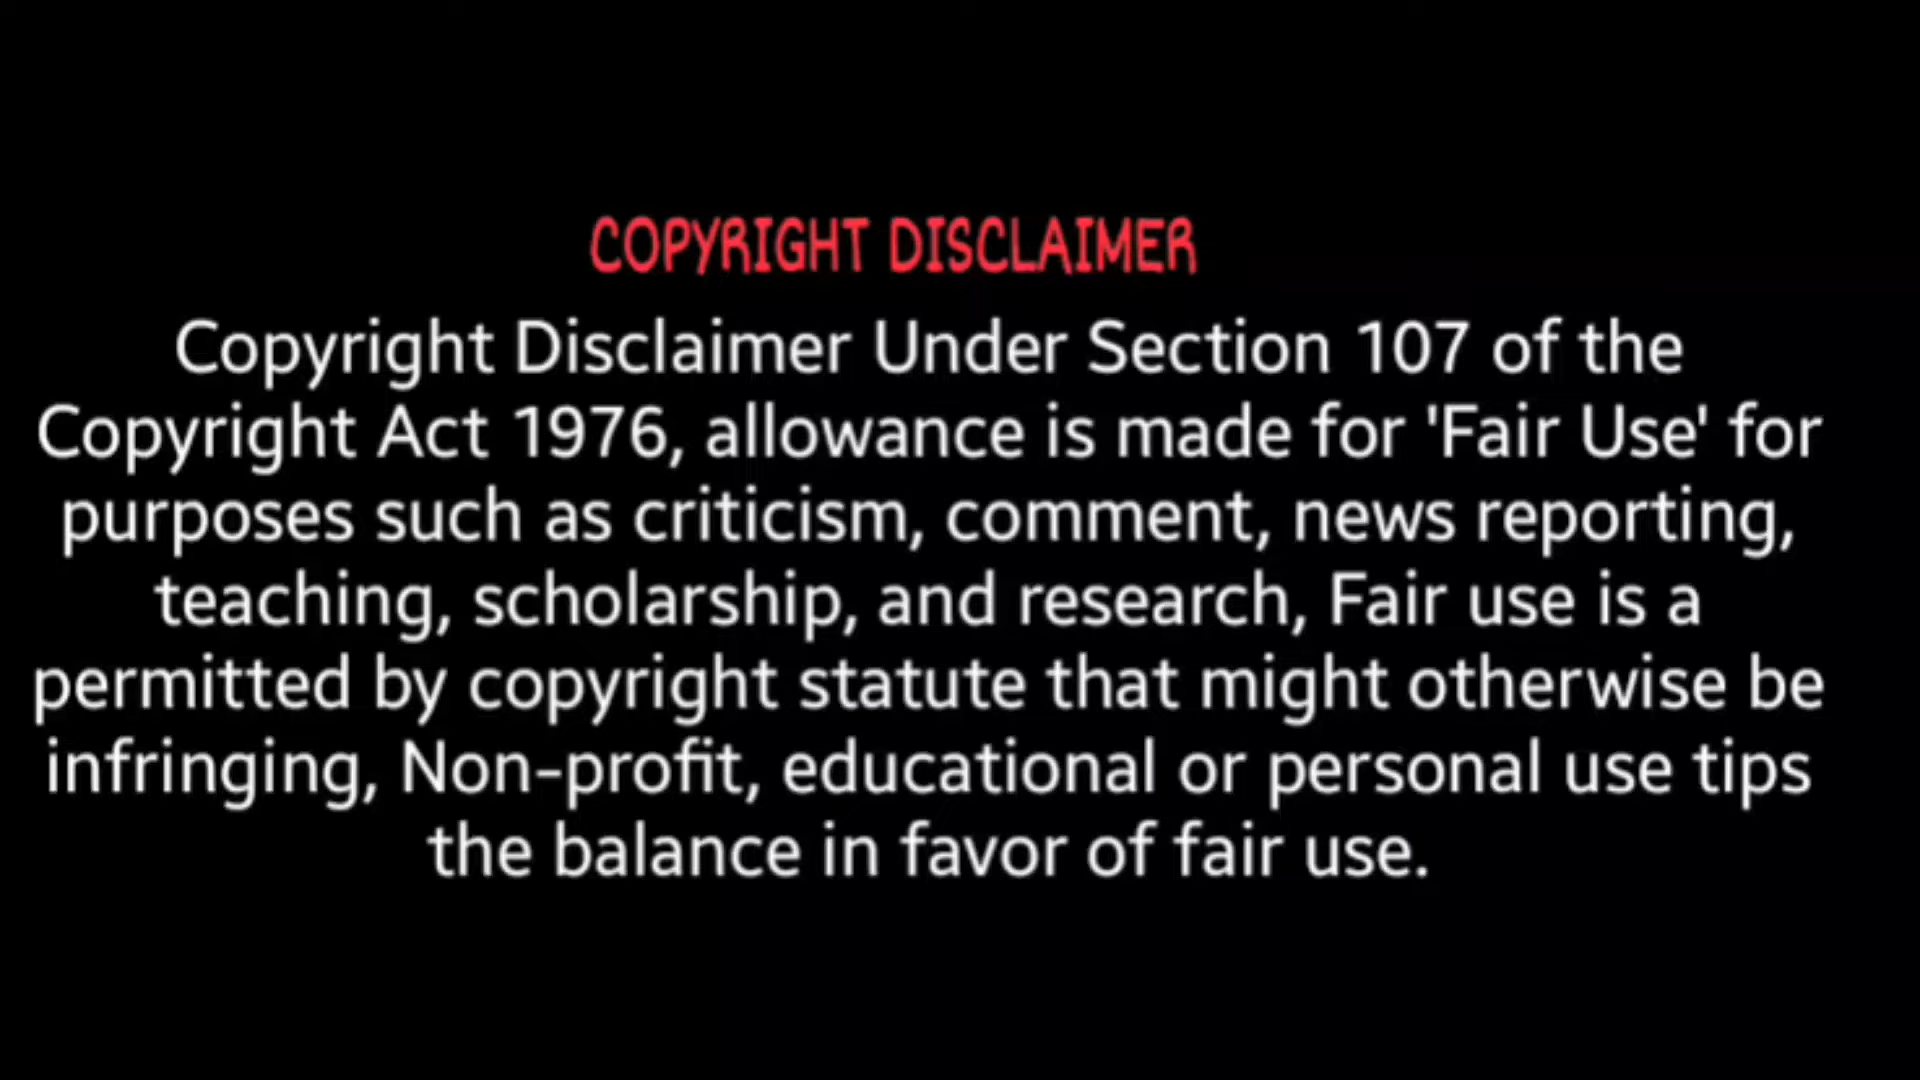 COPYRIGHT DISCLAIMER
Copyright Disclaimer Under Section 107 of the
Copyright Act 1976, allowance is made for 'Fair Use' for
purposes such as criticism, comment, news reporting,
teaching, scholarship, and research, Fair use is a
permitted by copyright statute that might otherwise be
infringing, Non-profit, educational or personal use tips
the balance in favor of fair use.